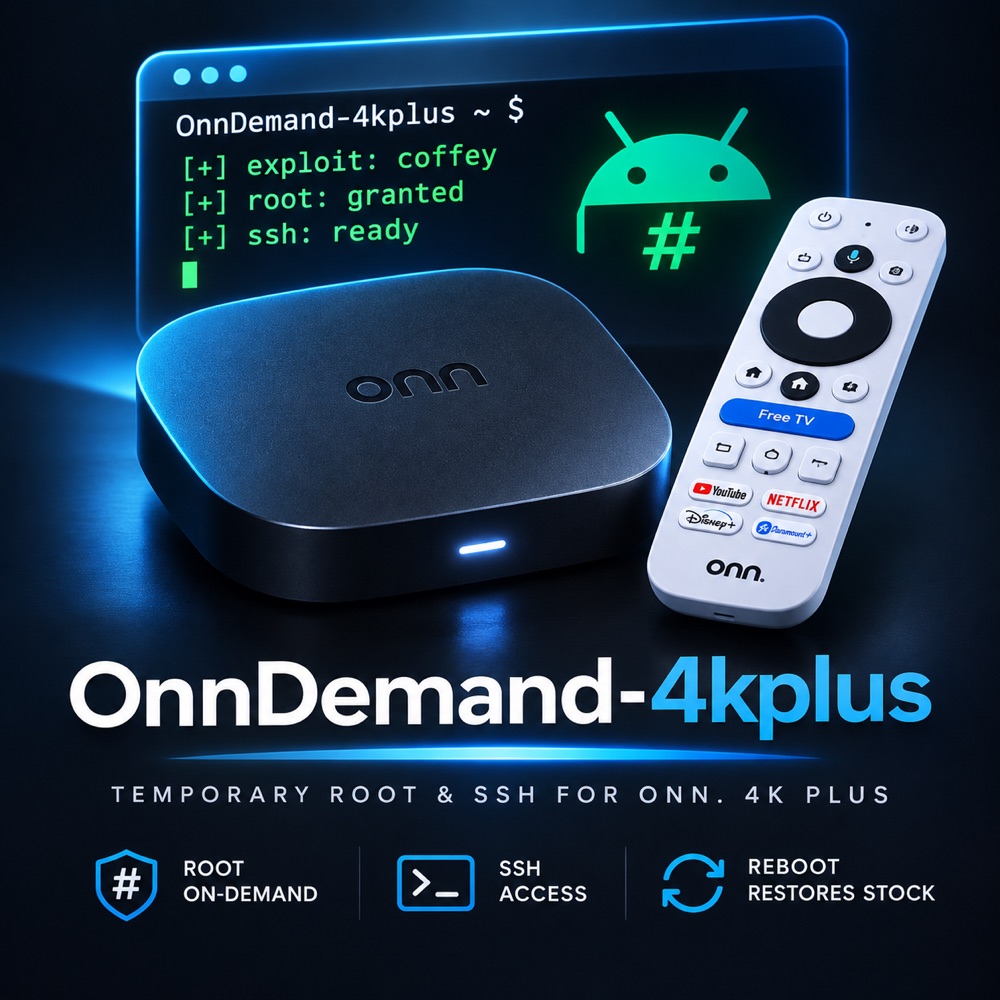 OnnDemand-4kplus ~ $
[+] exploit: coffey
[+] root: granted
[+] ssh: ready
#
onn
Free TV
YouTube
NETFLIX
Disney+
Paramount+
onn.
OnnDemand-4kplus
TEMPORARY ROOT & SSH FOR ONN. 4K PLUS
#
ROOT
ON-DEMAND
>_
SSH
ACCESS
REBOOT
RESTORES STOCK